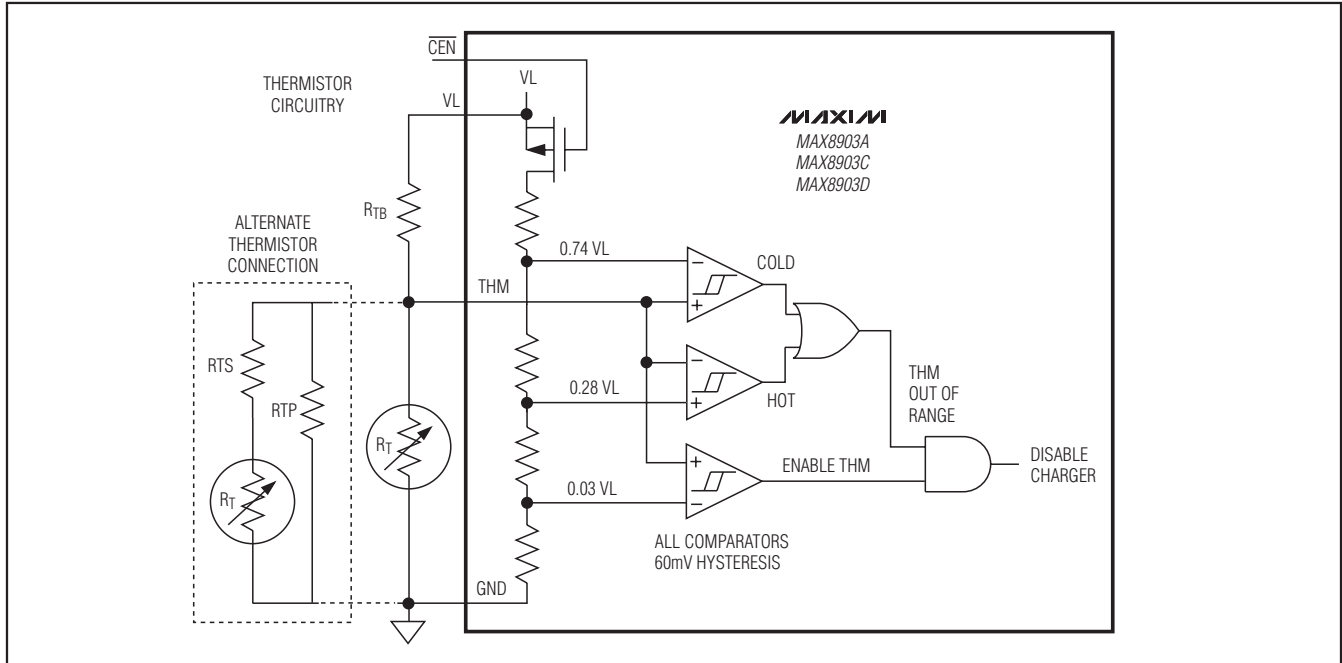 CEN
THERMISTOR
CIRCUITRY
VL
VL
MAXIM
MAX8903A
MAX8903C
MAX8903D
RTB
ALTERNATE
THERMISTOR
CONNECTION
0.74 VL
COLD
THM
RTS
RTP
RT
RT
0.28 VL
HOT
THM
OUT OF
RANGE
ENABLE THM
DISABLE
CHARGER
0.03 VL
ALL COMPARATORS
60mV HYSTERESIS
GND